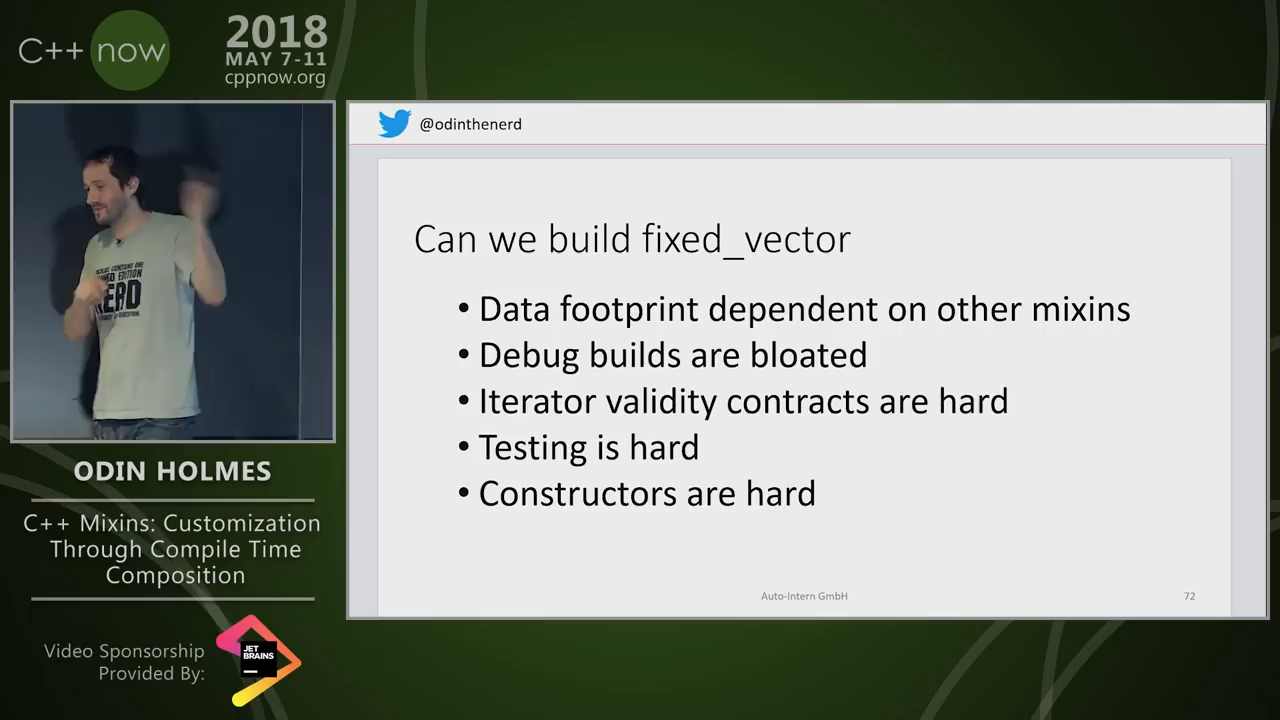 C++ now
2018
MAY 7-11
cppnow.org
@odinthenerd
Can we build fixed_vector
• Data footprint dependent on other mixins
• Debug builds are bloated
• Iterator validity contracts are hard
• Testing is hard
• Constructors are hard
Auto-Intern GmbH
72
EDITION
ODIN HOLMES
C++ Mixins: Customization
Through Compile Time
Composition
Video Sponsorship
Provided By:
JET
BRAINS